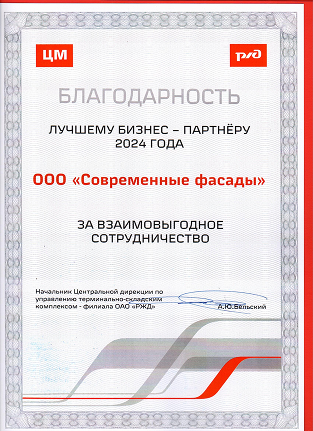 ЦМ
РЖД
БЛАГОДАРНОСТЬ
ЛУЧШЕМУ БИЗНЕС – ПАРТНЁРУ
2024 ГОДА
ООО «Современные фасады»
ЗА ВЗАИМОВЫГОДНОЕ
СОТРУДНИЧЕСТВО
Начальник Центральной дирекции по
управлению терминально-складским
комплексом - филиала ОАО «РЖД»
А.Ю.Бельский